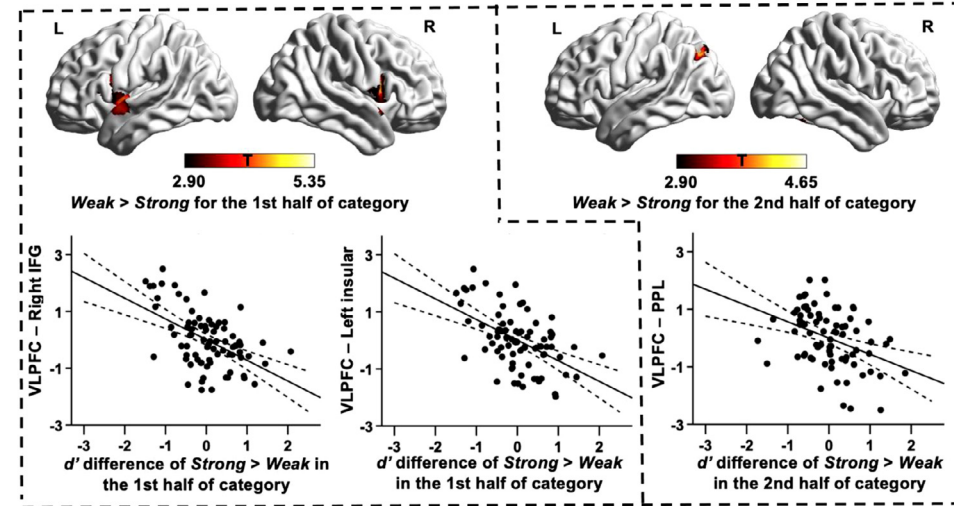 L R
L R
T
2.90 5.35
T
2.90 4.65
Weak > Strong for the 1st half of category
Weak > Strong for the 2nd half of category
VLPFC – Right IFG
3
1
-1
-3
-3 -2 -1 0 1 2
d' difference of Strong > Weak in
the 1st half of category
VLPFC – Left insular
3
1
-1
-3
-3 -2 -1 0 1 2
d' difference of Strong > Weak
in the 1st half of category
VLPFC – PPL
3
1
-1
-3
-3 -2 -1 0 1 2
d' difference of Strong > Weak
in the 2nd half of category